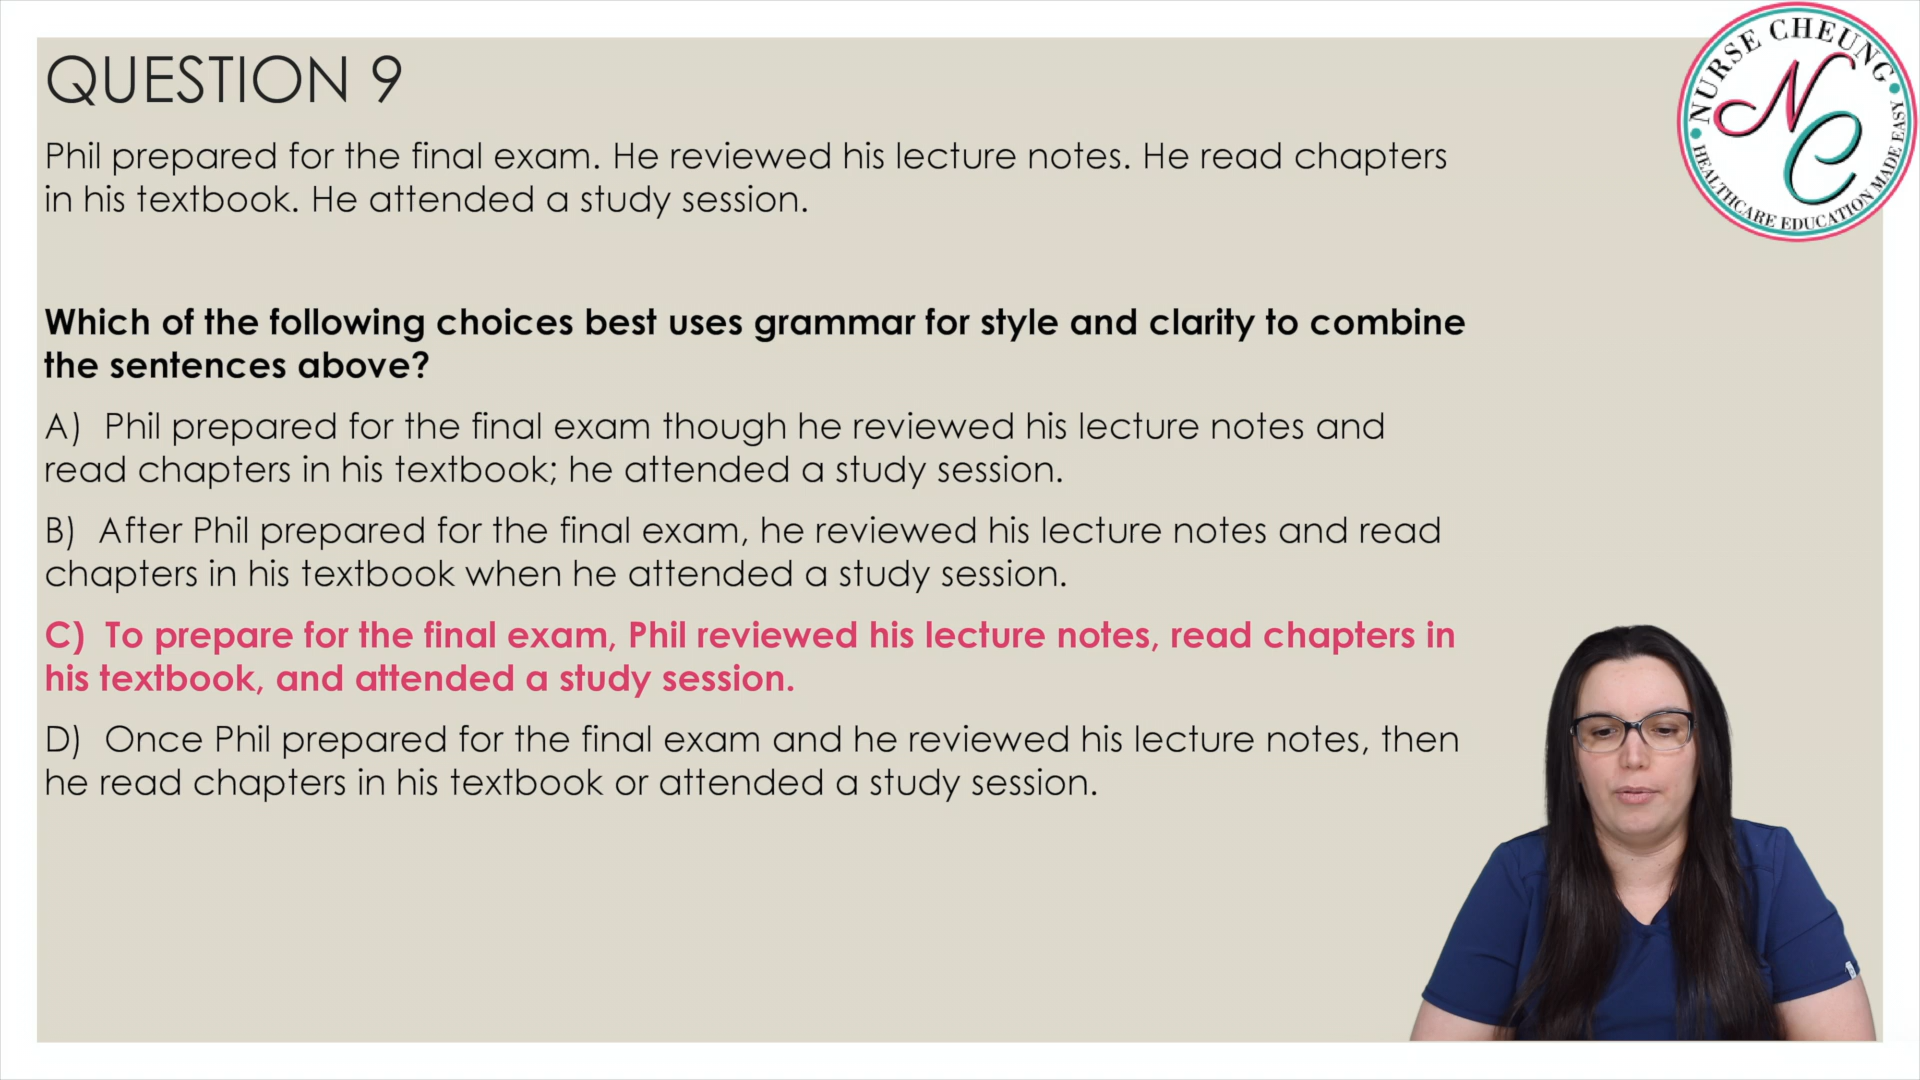 QUESTION 9
Phil prepared for the final exam. He reviewed his lecture notes. He read chapters
in his textbook. He attended a study session.
Which of the following choices best uses grammar for style and clarity to combine
the sentences above?
A) Phil prepared for the final exam though he reviewed his lecture notes and
read chapters in his textbook; he attended a study session.
B) After Phil prepared for the final exam, he reviewed his lecture notes and read
chapters in his textbook when he attended a study session.
C) To prepare for the final exam, Phil reviewed his lecture notes, read chapters in
his textbook, and attended a study session.
D) Once Phil prepared for the final exam and he reviewed his lecture notes, then
he read chapters in his textbook or attended a study session.
NURSE CHEUNG
NC
HEALTHCARE EDUCATION MADE EASY